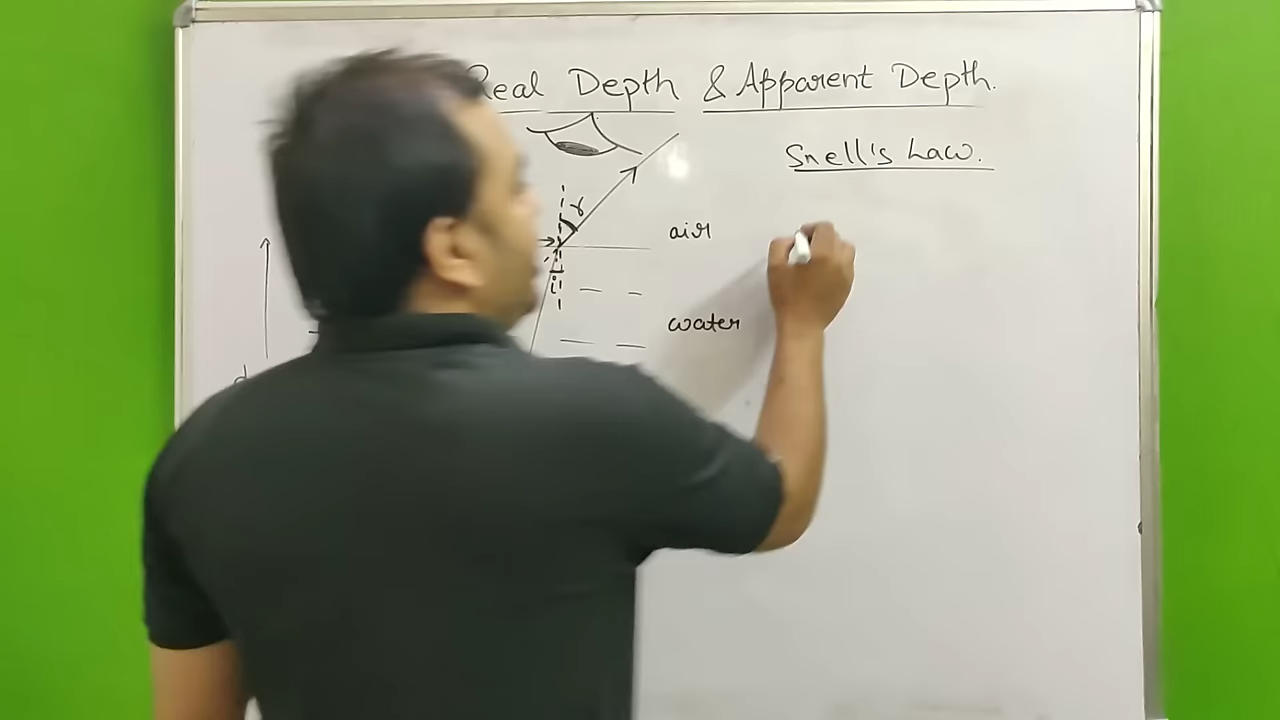 Real Depth & Apparent Depth.
Snell's Law.
r
air
i
water
d